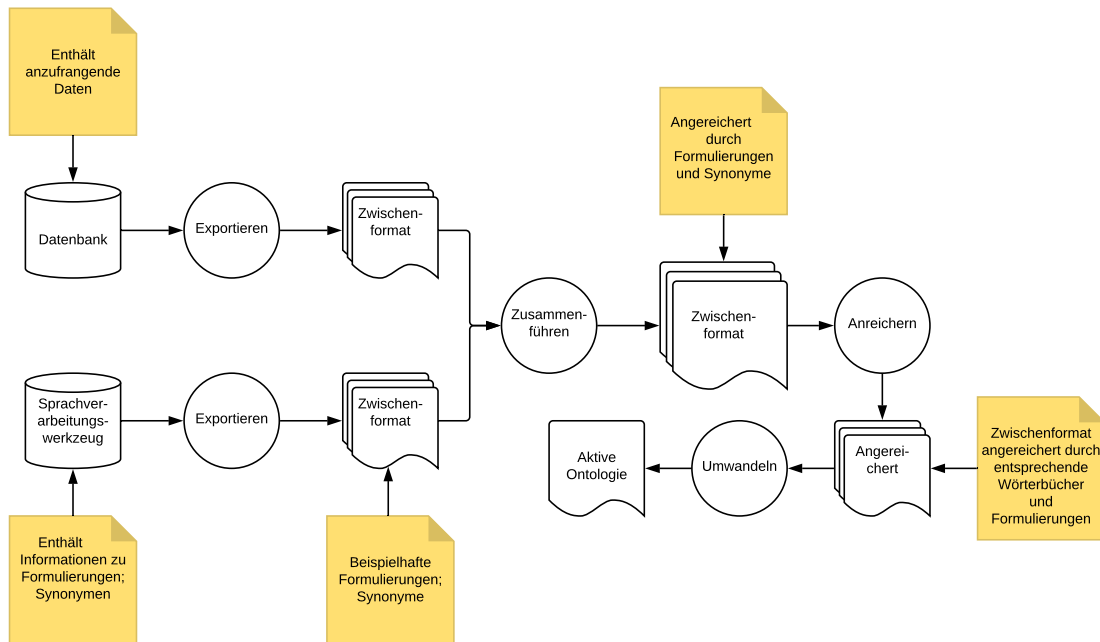 Enthält
anzufrangende
Daten
Angereichert
durch
Formulierungen
und Synonyme
Datenbank
Exportieren
Zwischen-
format
Zusammen-
führen
Zwischen-
format
Anreichern
Sprachver-
arbeitungs-
werkzeug
Exportieren
Zwischen-
format
Aktive
Ontologie
Umwandeln
Angerei-
chert
Zwischenformat
angereichert durch
entsprechende
Wörterbücher
und
Formulierungen
Enthält
Informationen zu
Formulierungen;
Synonymen
Beispielhafte
Formulierungen;
Synonyme